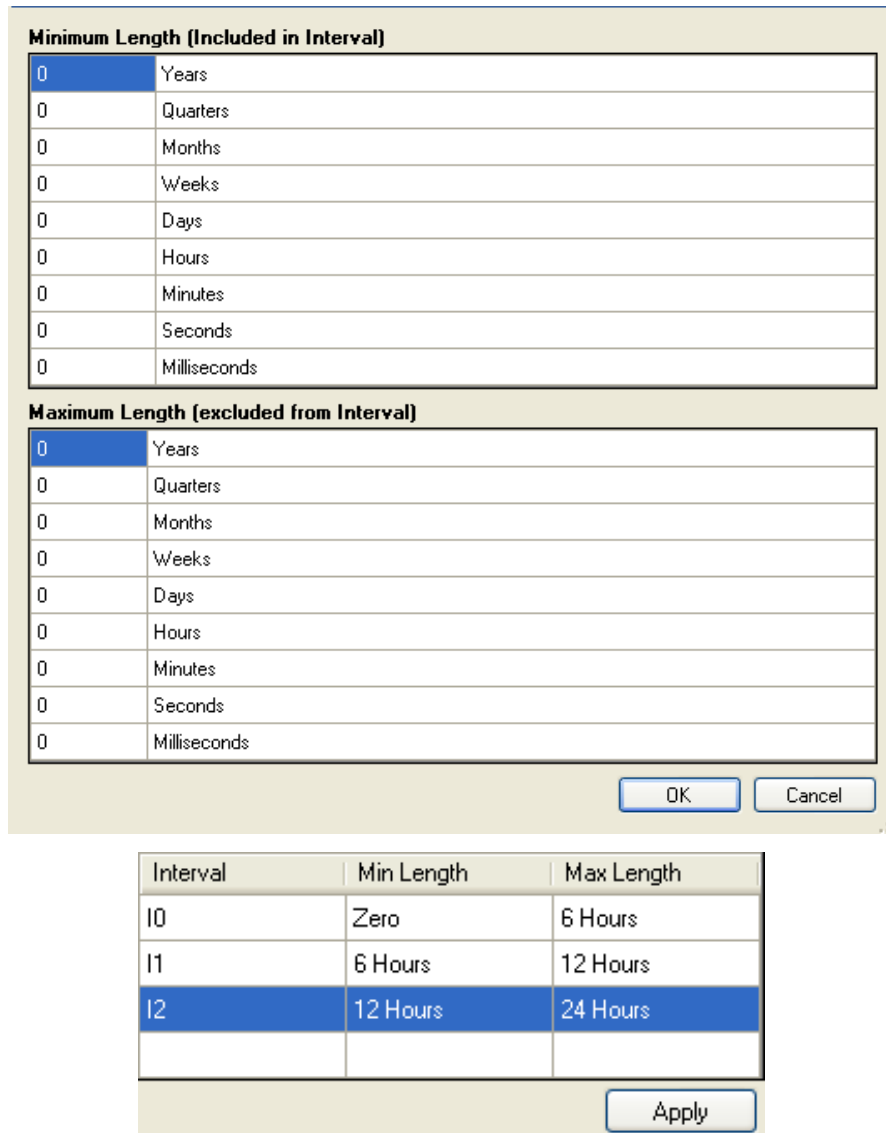 Minimum Length (Included in Interval)
0 Years
0 Quarters
0 Months
0 Weeks
0 Days
0 Hours
0 Minutes
0 Seconds
0 Milliseconds
Maximum Length (excluded from Interval)
0 Years
0 Quarters
0 Months
0 Weeks
0 Days
0 Hours
0 Minutes
0 Seconds
0 Milliseconds
OK Cancel
Interval Min Length Max Length
I0 Zero 6 Hours
I1 6 Hours 12 Hours
I2 12 Hours 24 Hours
Apply